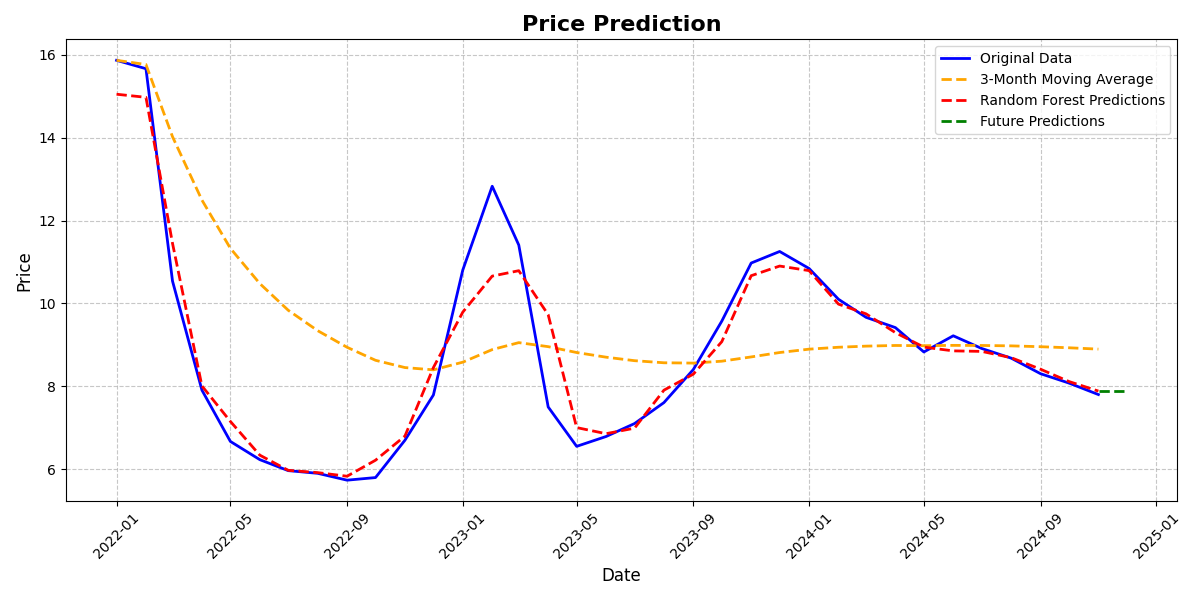 Price Prediction
Original Data
3-Month Moving Average
Random Forest Predictions
Future Predictions
Price
16
14
12
10
8
6
2022-01
2022-05
2022-09
2023-01
2023-05
2023-09
2024-01
2024-05
2024-09
2025-01
Date